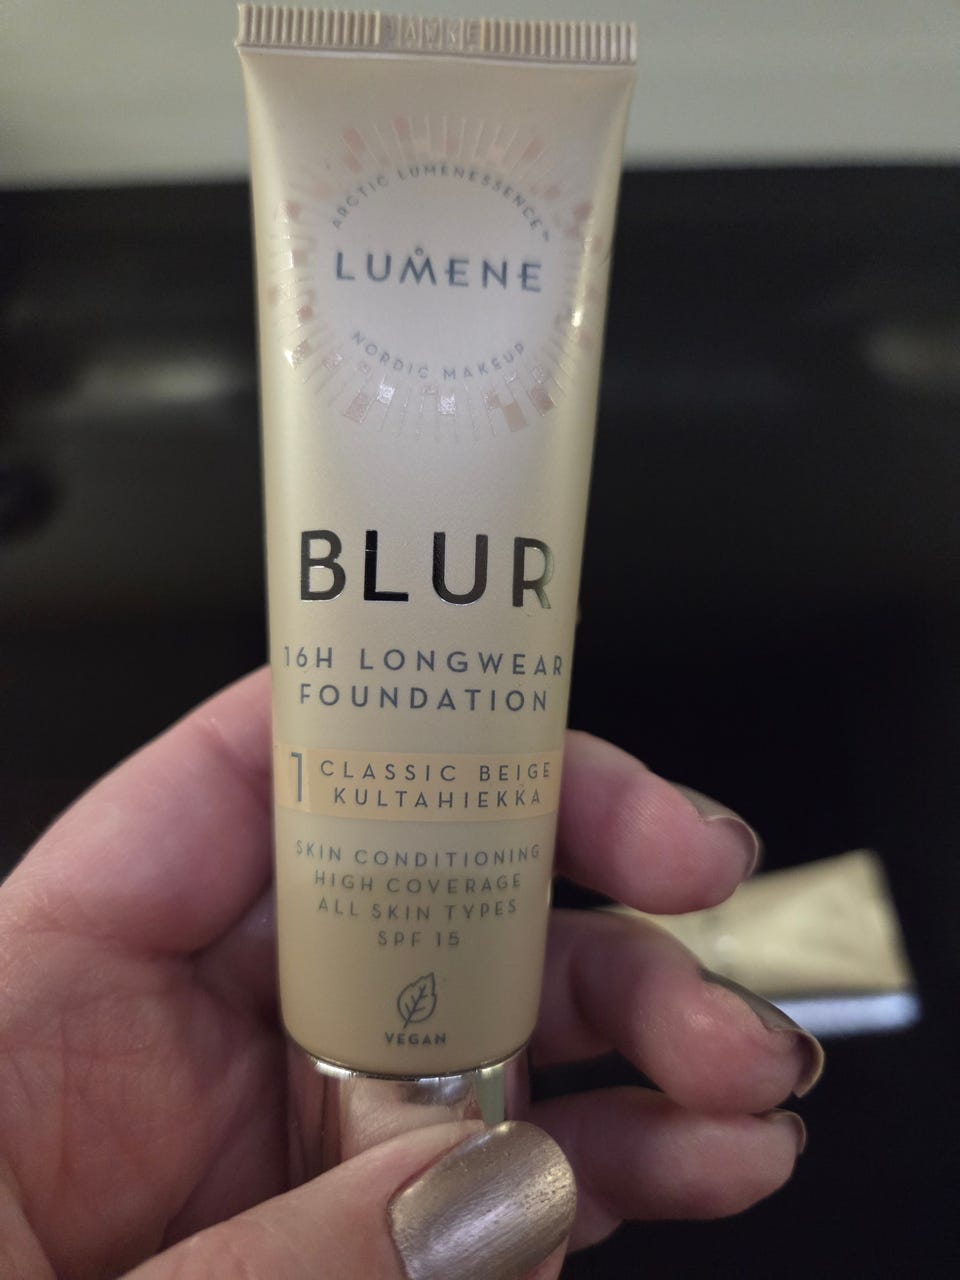 ARCTIC LUMENESSENCE™
LUMENE
NORDIC MAKEUP
BLUR
16H LONGWEAR
FOUNDATION
1 CLASSIC BEIGE
KULTAHIEKKA
SKIN CONDITIONING
HIGH COVERAGE
ALL SKIN TYPES
SPF 15
VEGAN